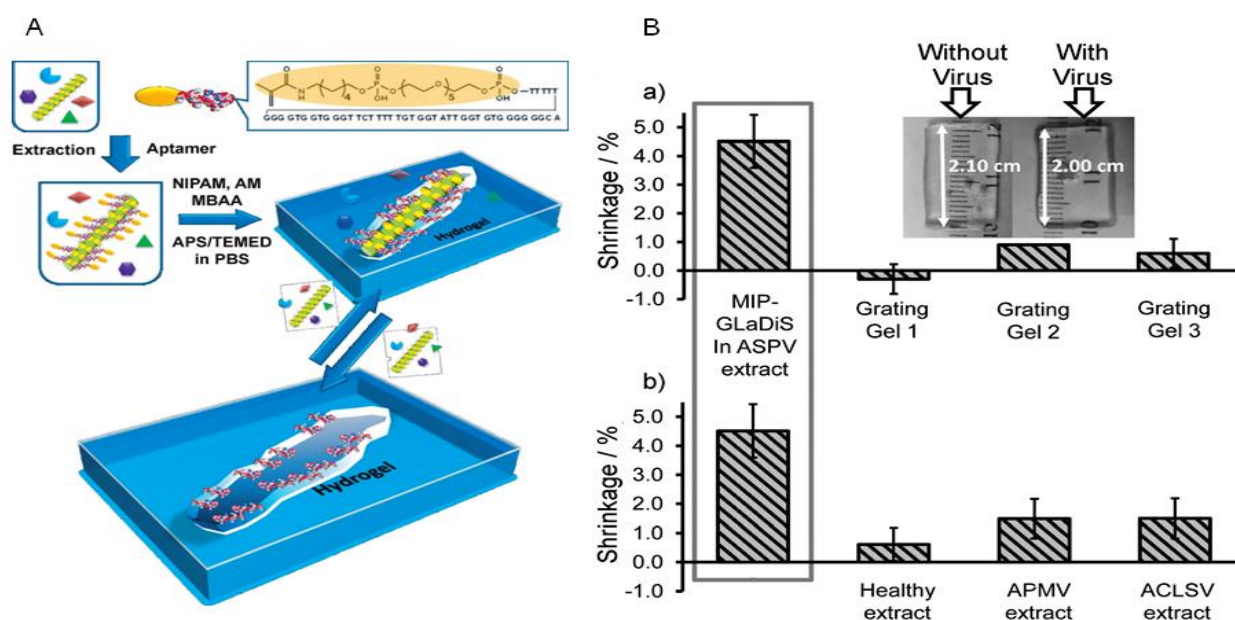 A
—TT TTT
GGG GTG GTG GGT TCT TTT TGT GGT ATT GGT GTG GGG GGC A
N
H
4
O
O
P
OH
O
O
5
O
O
P
OH
O
Extraction
Aptamer
NIPAM, AM
MBAA
APS/TEMED
in PBS
Hydrogel
Hydrogel
B
a)
Without
Virus
With
Virus
2.10 cm
2.00 cm
Shrinkage / %
5.0
4.0
3.0
2.0
1.0
0.0
-1.0
MIP-
GLaDiS
In ASPV
extract
Grating
Gel 1
Grating
Gel 2
Grating
Gel 3
b)
Shrinkage / %
5.0
4.0
3.0
2.0
1.0
0.0
-1.0
Healthy
extract
APMV
extract
ACLSV
extract